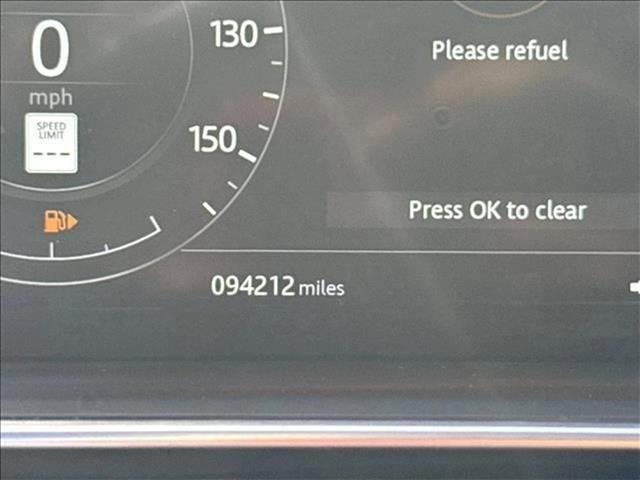 0
mph
SPEED
LIMIT
---
130
150
Please refuel
Press OK to clear
094212 miles